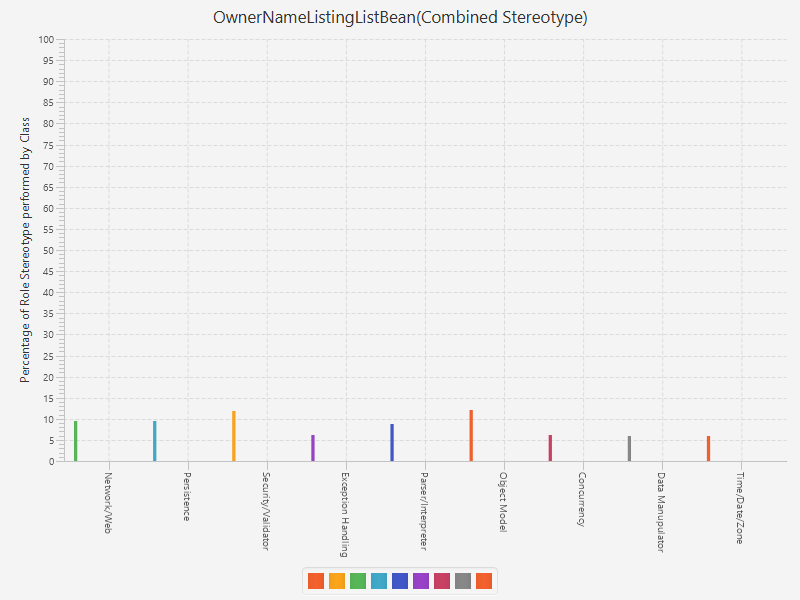 OwnerNameListingListBean(Combined Stereotype)
Percentage of Role Stereotype performed by Class
100
95
90
85
80
75
70
65
60
55
50
45
40
35
30
25
20
15
10
5
0
Network/Web
Persistence
Security/Validator
Exception Handling
Parser/Interpreter
Object Model
Concurrency
Data Manupulator
Time/Date/Zone